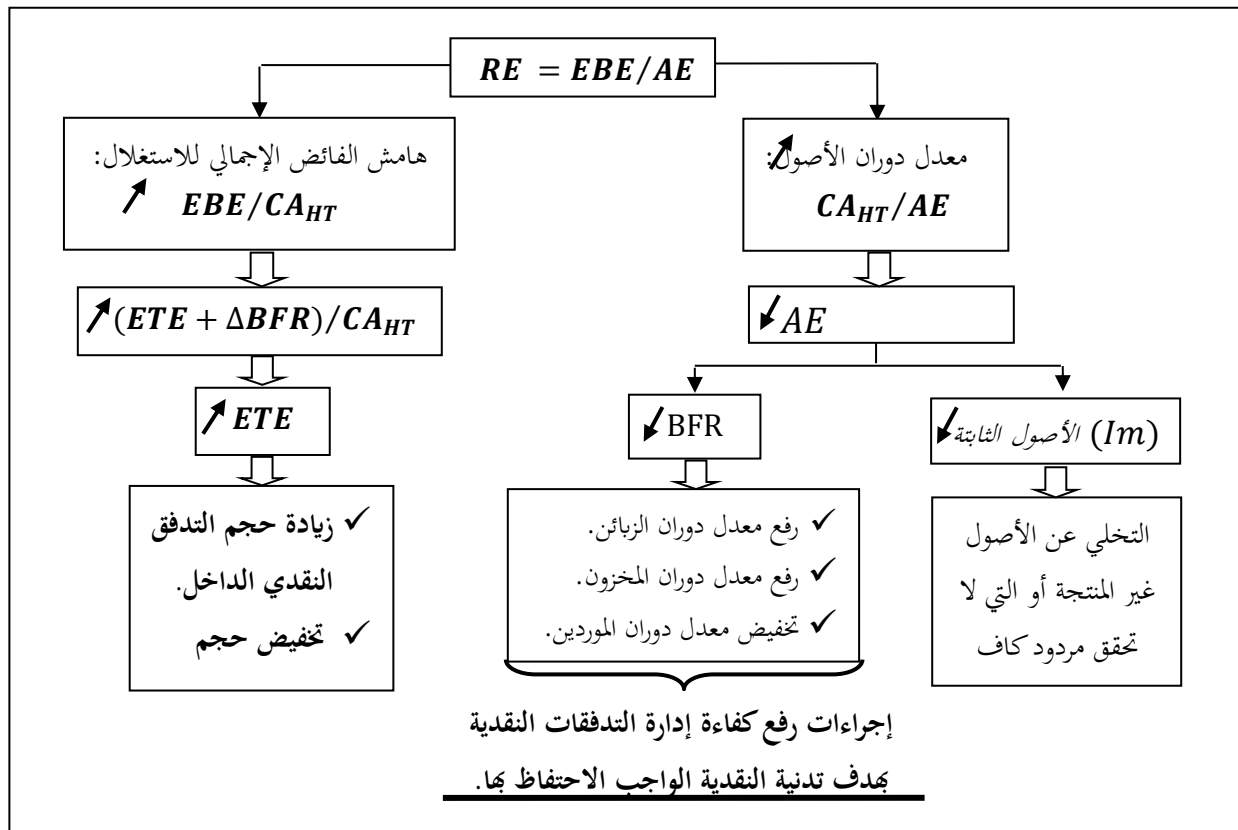 RE = EBE/AE
هامش الفائض الإجمالي للاستغلال:
EBE/CA_HT
معدل دوران الأصول:
CA_HT/AE
(ETE + ΔBFR)/CA_HT
AE
ETE
BFR
الأصول الثابتة (Im)
✓ زيادة حجم التدفق
النقدي الداخل.
✓ تخفيض حجم
✓ رفع معدل دوران الزبائن.
✓ رفع معدل دوران المخزون.
✓ تخفيض معدل دوران الموردين.
التخلي عن الأصول
غير المنتجة أو التي لا
تحقق مردود كاف
إجراءات رفع كفاءة إدارة التدفقات النقدية
بهدف تدنية النقدية الواجب الاحتفاظ بها.